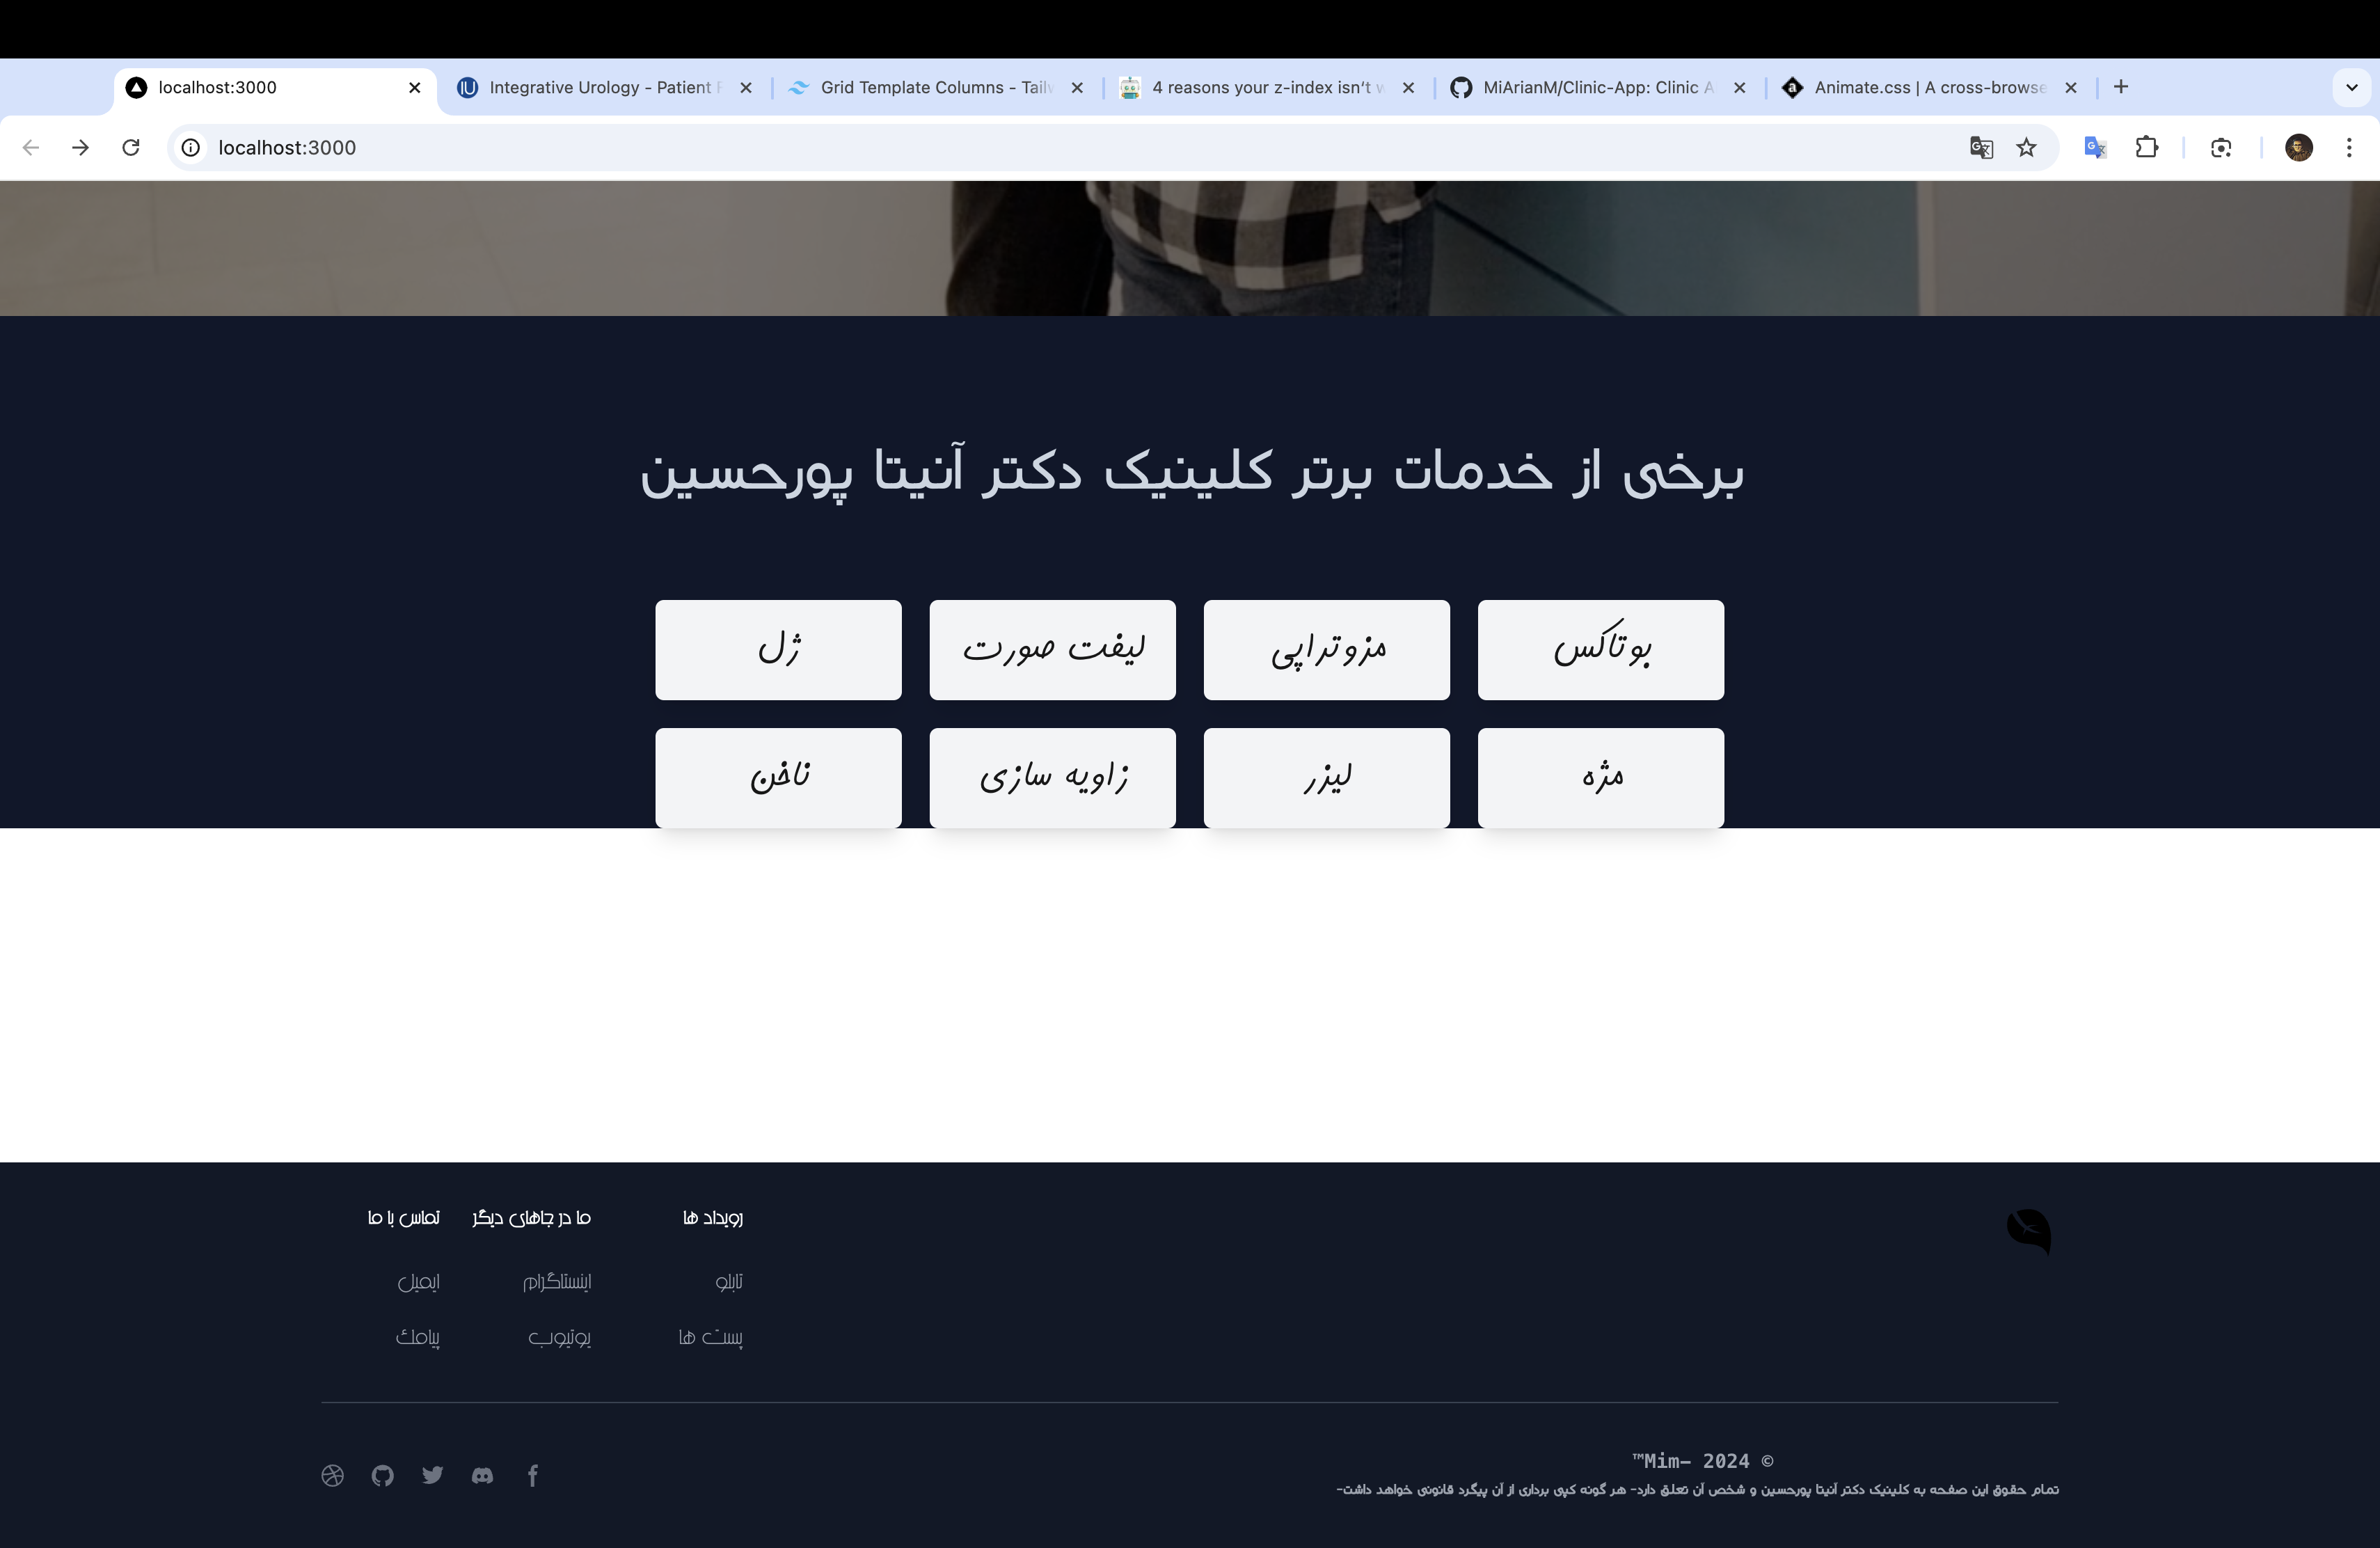 localhost:3000
Integrative Urology - Patient F
Grid Template Columns - Tailw
4 reasons your z-index isn't w
MiArianM/Clinic-App: Clinic A
Animate.css | A cross-browse
localhost:3000
برخی از خدمات برتر کلینیک دکتر آنیتا پورحسین
بوتاکس
مزوتراپی
لیفت صورت
ژل
مژه
لیزر
زاویه سازی
ناخن
رویداد ها
ما در جاهای دیگر
تماس با ما
تابلو
اینستاگرام
ایمیل
پست ها
یوتیوب
پیامک
™Mim- 2024 ©
تمام حقوق این صفحه به کلینیک دکتر آنیتا پورحسین و شخص آن تعلق دارد- هر گونه کپی برداری از آن پیگرد قانونی خواهد داشت-